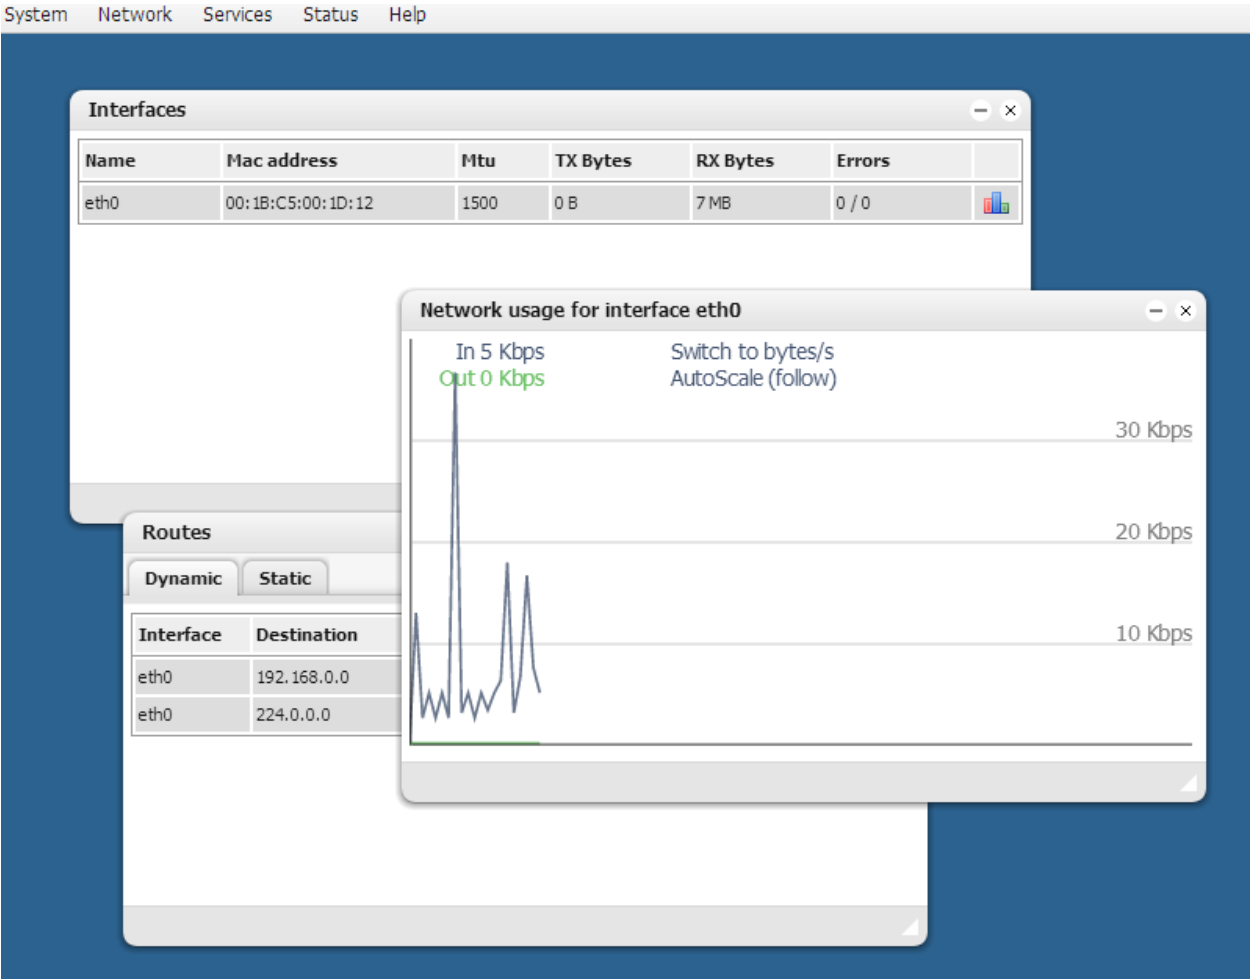 System Network Services Status Help
Interfaces
Name Mac address Mtu TX Bytes RX Bytes Errors
eth0 00:1B:C5:00:1D:12 1500 0 B 7 MB 0 / 0
Network usage for interface eth0
In 5 Kbps Switch to bytes/s
Out 0 Kbps AutoScale (follow)
30 Kbps
20 Kbps
10 Kbps
Routes
Dynamic Static
Interface Destination
eth0 192.168.0.0
eth0 224.0.0.0